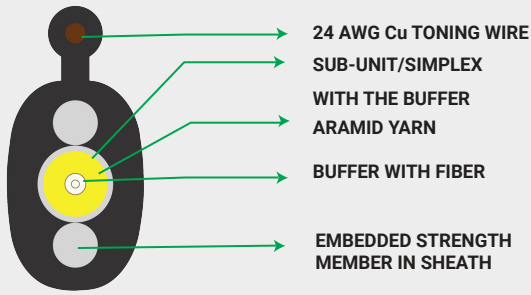 24 AWG Cu TONING WIRE
SUB-UNIT/SIMPLEX
WITH THE BUFFER
ARAMID YARN
BUFFER WITH FIBER
EMBEDDED STRENGTH
MEMBER IN SHEATH